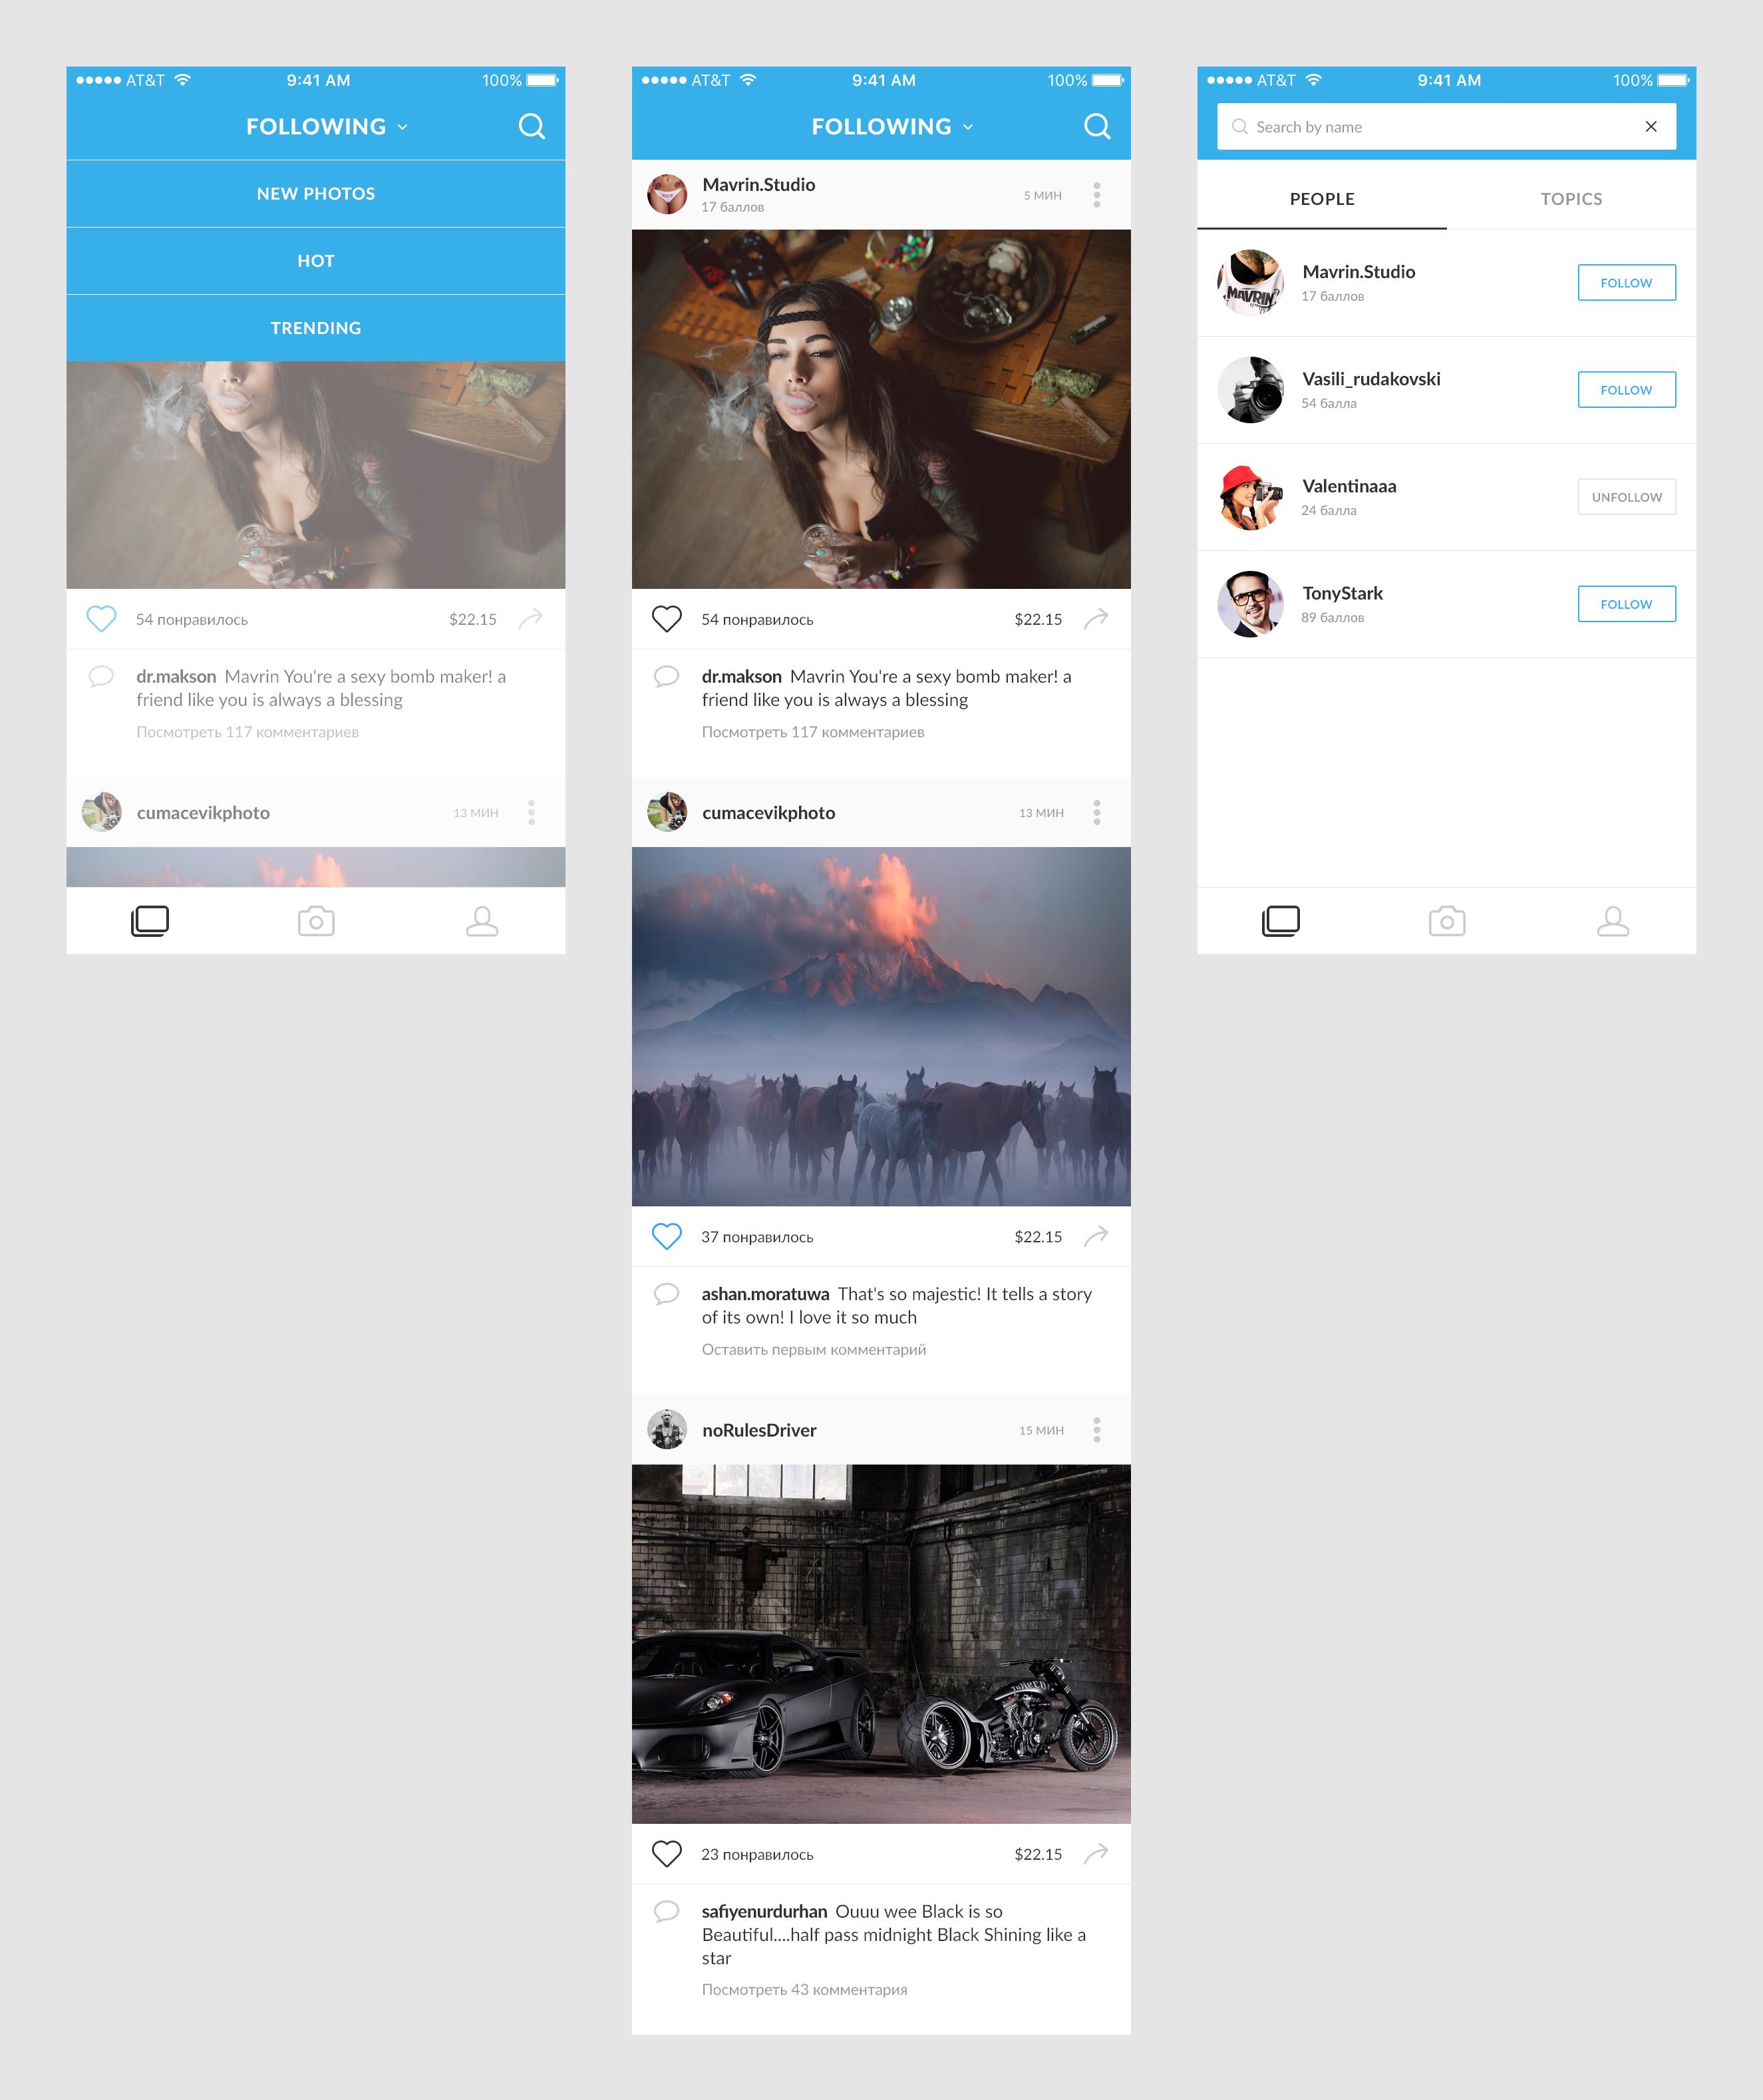 AT&T 9:41 AM 100%
FOLLOWING
NEW PHOTOS
HOT
TRENDING
54 понравилось $22.15
dr.makson Mavrin You're a sexy bomb maker! a
friend like you is always a blessing
Посмотреть 117 комментариев
cumacevikphoto 13 МИН
AT&T 9:41 AM 100%
FOLLOWING
Mavrin.Studio
17 баллов
5 МИН
54 понравилось $22.15
dr.makson Mavrin You're a sexy bomb maker! a
friend like you is always a blessing
Посмотреть 117 комментариев
cumacevikphoto 13 МИН
37 понравилось $22.15
ashan.moratuwa That's so majestic! It tells a story
of its own! I love it so much
Оставить первым комментарий
noRulesDriver 15 МИН
23 понравилось $22.15
safiyenurdurhan Ouuu wee Black is so
Beautiful....half pass midnight Black Shining like a
star
Посмотреть 43 комментария
AT&T 9:41 AM 100%
Search by name
PEOPLE TOPICS
MAVRIN
Mavrin.Studio
17 баллов
FOLLOW
Vasili_rudakovski
54 балла
FOLLOW
Valentinaaa
24 балла
UNFOLLOW
TonyStark
89 баллов
FOLLOW